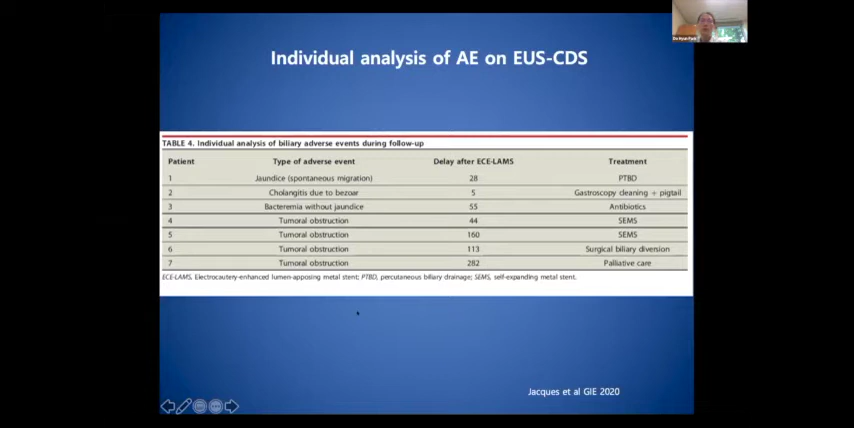 Individual analysis of AE on EUS-CDS
TABLE 4. Individual analysis of biliary adverse events during follow-up
Patient Type of adverse event Delay after ECE-LAMS Treatment
1 Jaundice (spontaneous migration) 28 PTBD
2 Cholangitis due to bezoar 5 Gastroscopy cleaning + pigtail
3 Bacteremia without jaundice 55 Antibiotics
4 Tumoral obstruction 44 SEMS
5 Tumoral obstruction 160 SEMS
6 Tumoral obstruction 113 Surgical biliary diversion
7 Tumoral obstruction 282 Palliative care
ECE-LAMS, Electrocautery-enhanced lumen-apposing metal stent; PTBD, percutaneous biliary drainage; SEMS, self-expanding metal stent.
Jacques et al GIE 2020